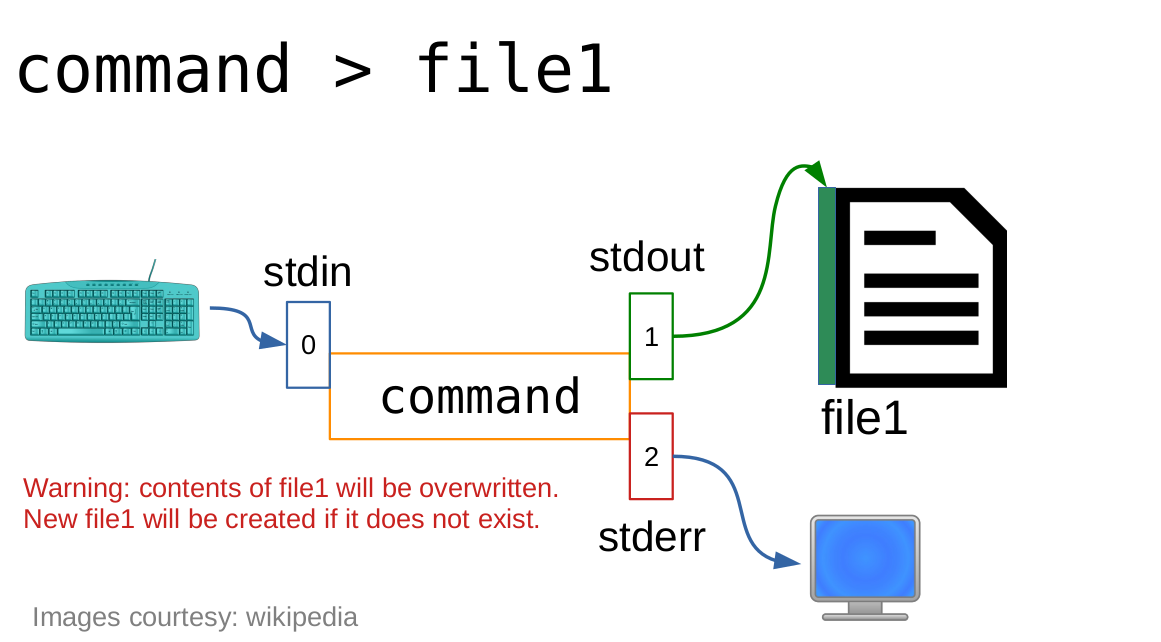 command > file1
stdin
stdout
0
1
command
file1
2
Warning: contents of file1 will be overwritten.
New file1 will be created if it does not exist.
stderr
Images courtesy: wikipedia